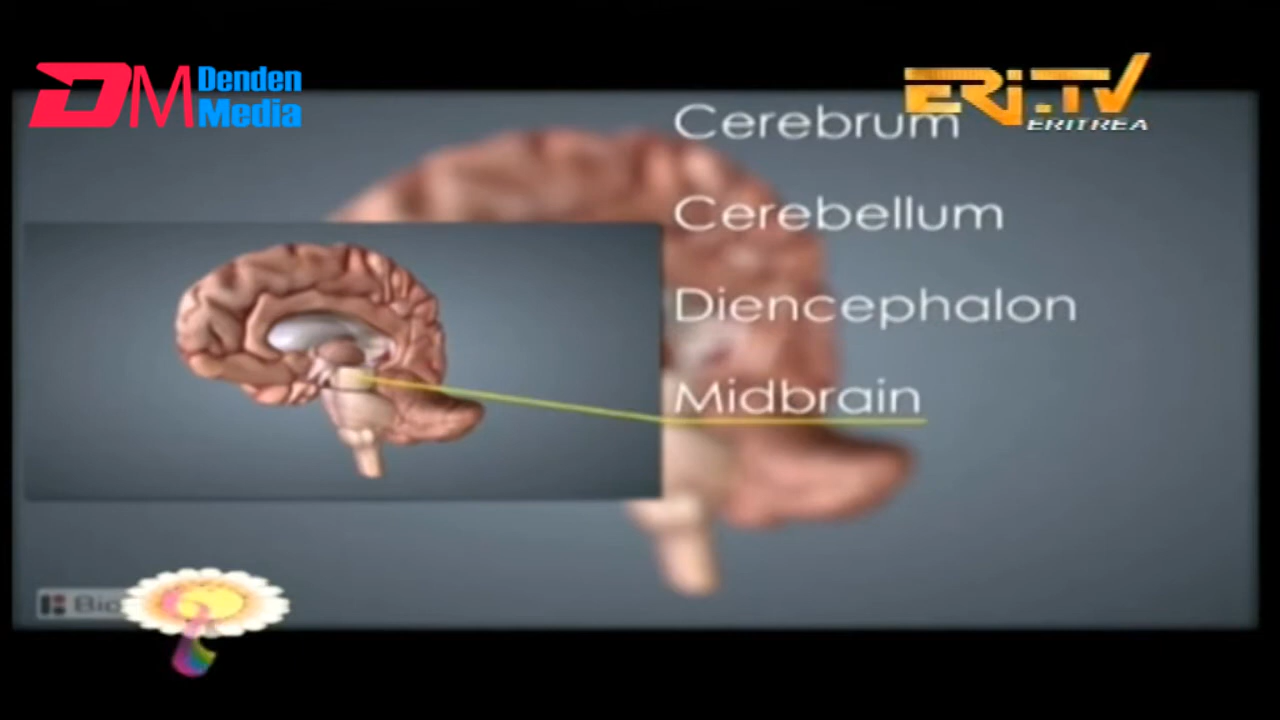 DM Denden
Media
ERi.TV
ERITREA
Cerebrum
Cerebellum
Diencephalon
Midbrain